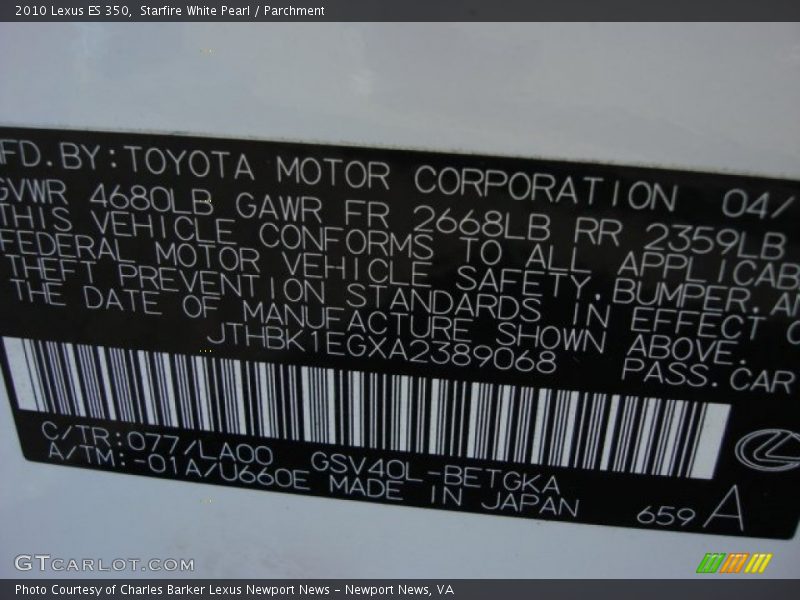 2010 Lexus ES 350, Starfire White Pearl / Parchment
FD.BY:TOYOTA MOTOR CORPORATION 04/
GVWR 4680LB GAWR FR 2668LB RR 2359LB
THIS VEHICLE CONFORMS TO ALL APPLICAB
FEDERAL MOTOR VEHICLE SAFETY,BUMPER,AN
THEFT PREVENTION STANDARDS IN EFFECT O
THE DATE OF MANUFACTURE SHOWN ABOVE.
JTHBK1EGXA2389068 PASS.CAR
C/TR:077/LA00 GSV40L-BETGKA
A/TM:-01A/U660E MADE IN JAPAN
659 A
GTCARLOT.COM
Photo Courtesy of Charles Barker Lexus Newport News – Newport News, VA